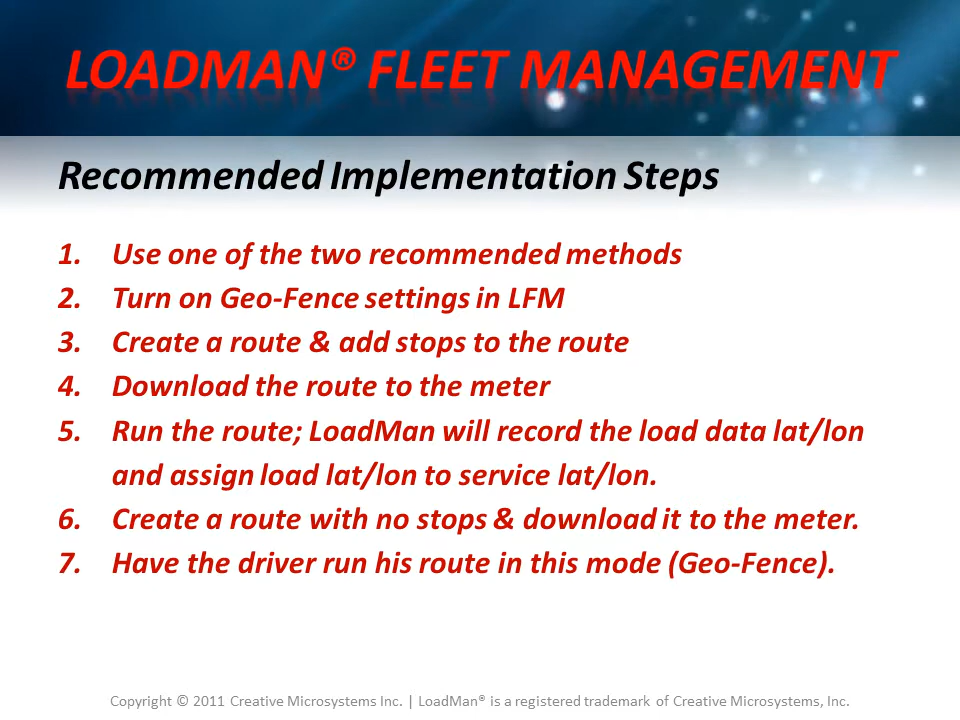 LOADMAN® FLEET MANAGEMENT
Recommended Implementation Steps
1. Use one of the two recommended methods
2. Turn on Geo-Fence settings in LFM
3. Create a route & add stops to the route
4. Download the route to the meter
5. Run the route; LoadMan will record the load data lat/lon
and assign load lat/lon to service lat/lon.
6. Create a route with no stops & download it to the meter.
7. Have the driver run his route in this mode (Geo-Fence).
Copyright © 2011 Creative Microsystems Inc. | LoadMan® is a registered trademark of Creative Microsystems, Inc.